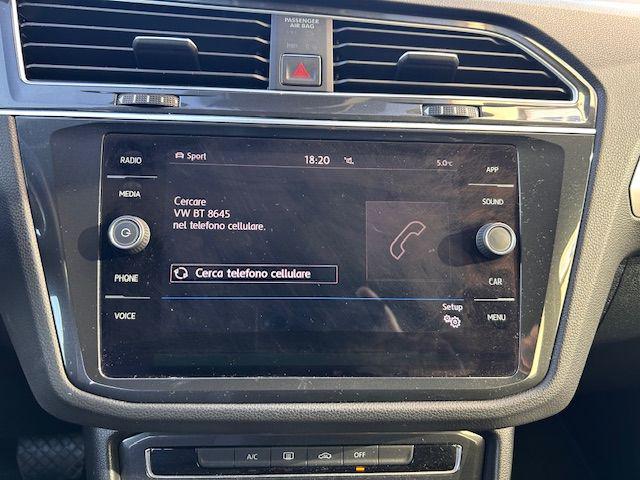 PASSENGER
AIR BAG
RADIO
MEDIA
PHONE
VOICE
Sport
18:20
5.0°C
Cercare
VW BT 8645
nel telefono cellulare.
Cerca telefono cellulare
Setup
APP
SOUND
CAR
MENU
A/C
OFF